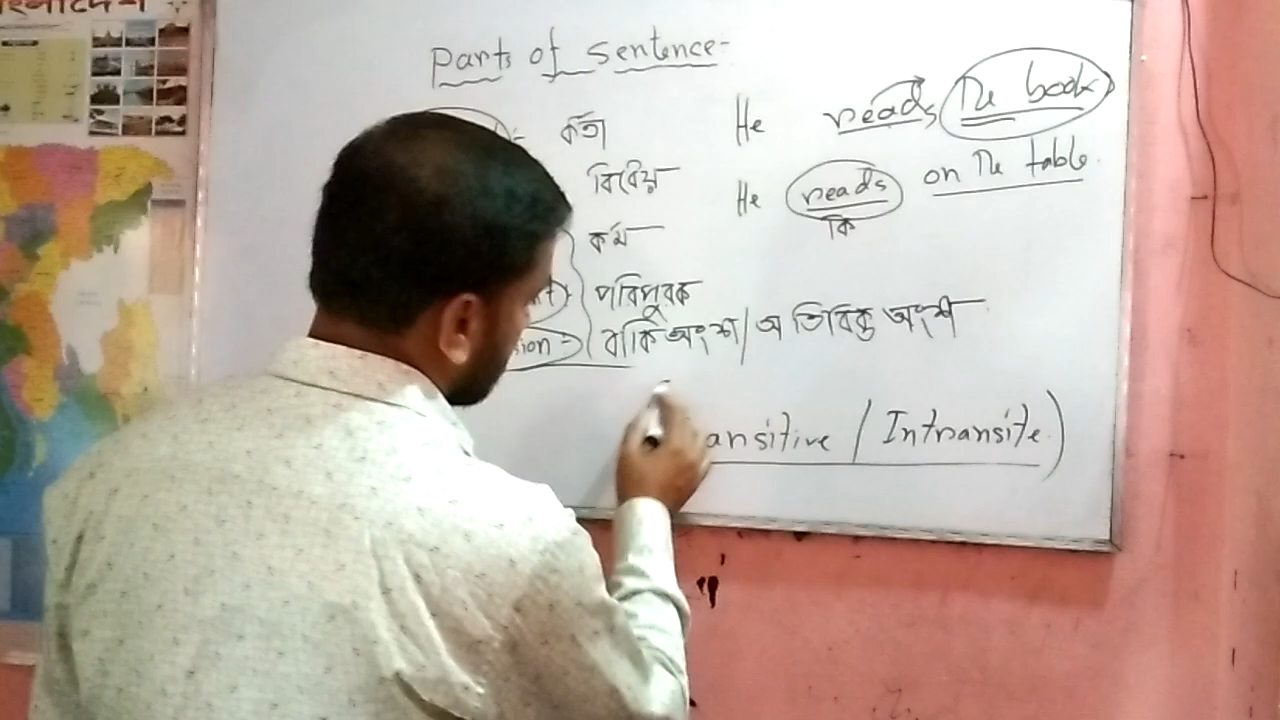 Parts of sentence-
:- কর্তা
He reads The book
বিধেয়
He reads on The table.
কি
কর্ম
পরিপুরক
sion :- বাকি অংশ / অতিরিক্ত অংশ
ansitive / Intransite.)